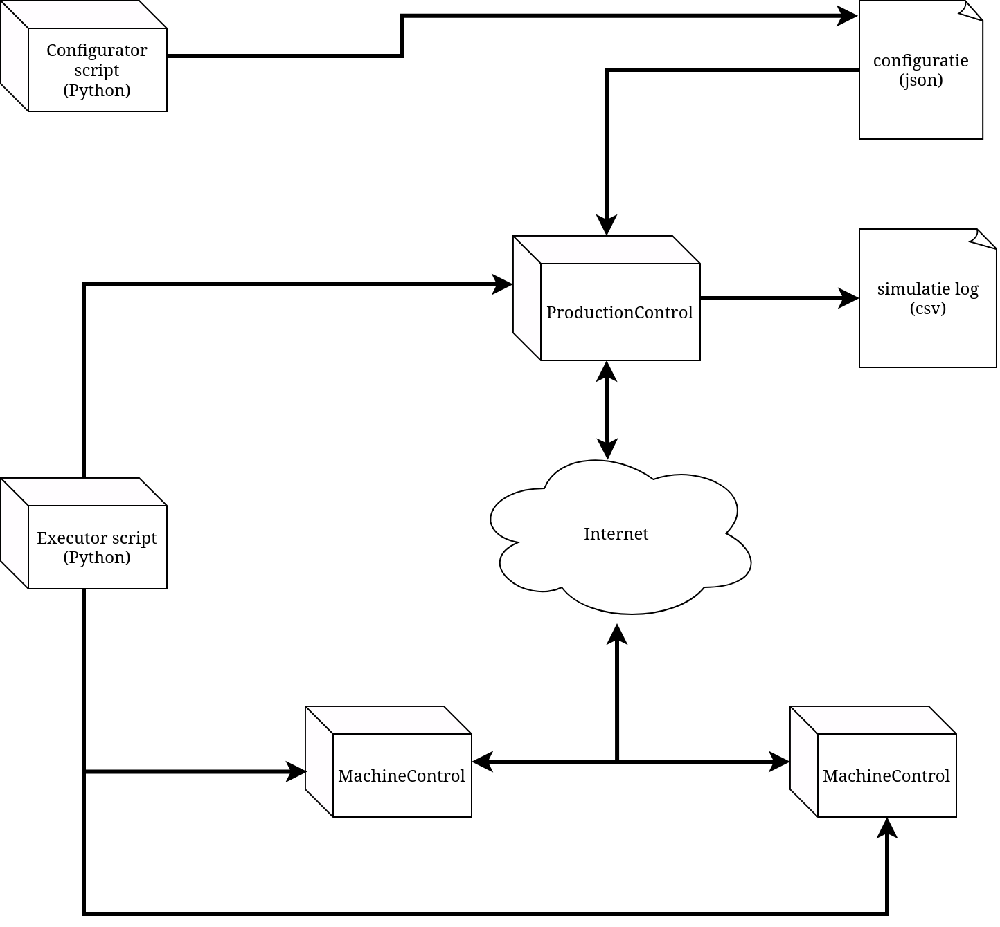 Configurator
script
(Python)
configuratie
(json)
simulatie log
(csv)
ProductionControl
Executor script
(Python)
Internet
MachineControl
MachineControl